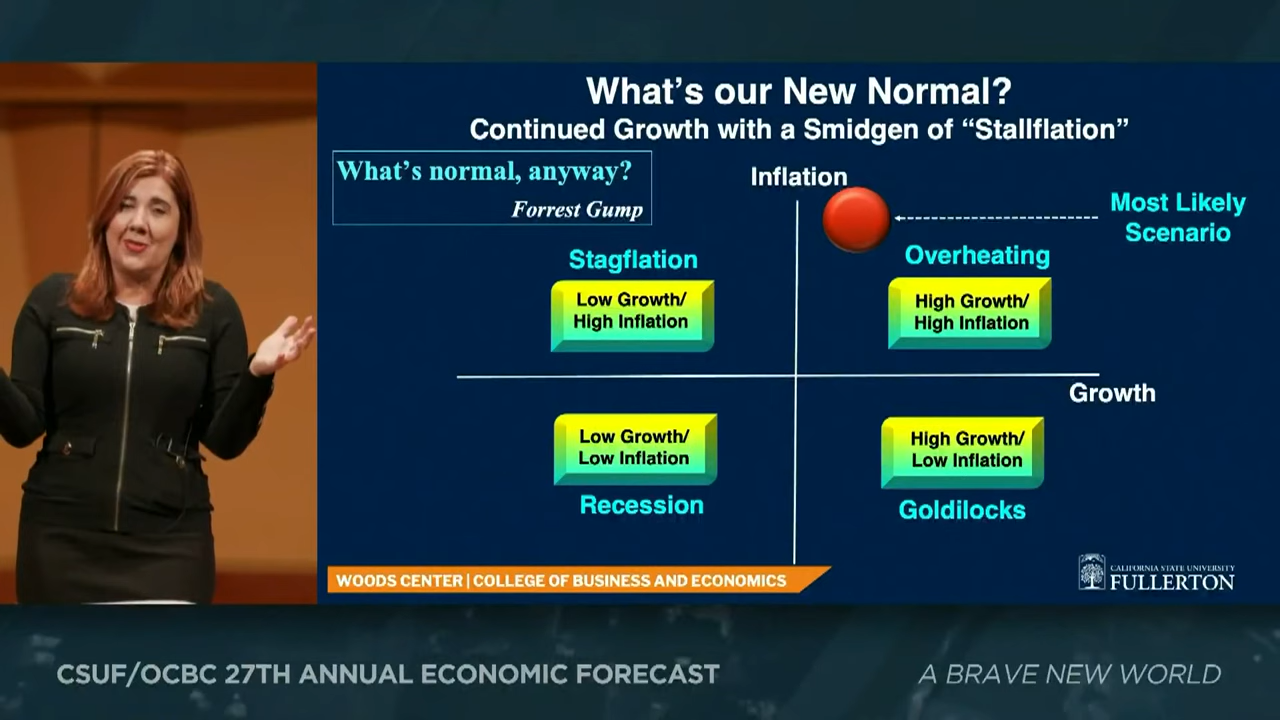 What's our New Normal?
Continued Growth with a Smidgen of “Stallflation”
What's normal, anyway?
Forrest Gump
Inflation
Most Likely
Scenario
Stagflation
Low Growth/
High Inflation
Overheating
High Growth/
High Inflation
Growth
Low Growth/
Low Inflation
Recession
High Growth/
Low Inflation
Goldilocks
WOODS CENTER | COLLEGE OF BUSINESS AND ECONOMICS
CALIFORNIA STATE UNIVERSITY
FULLERTON
CSUF/OCBC 27TH ANNUAL ECONOMIC FORECAST
A BRAVE NEW WORLD